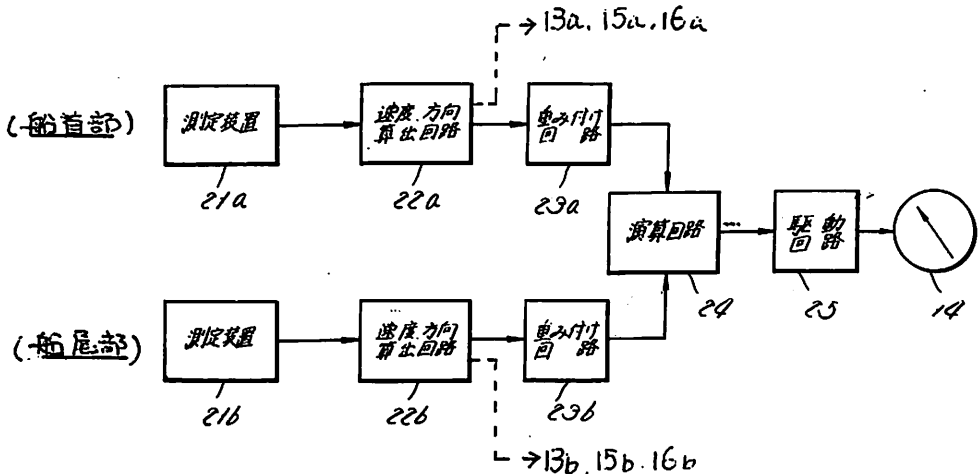 13a. 15a. 16a
(船首部)
測定装置
速度.方向
算出回路
重み付け
回路
21a
22a
23a
演算回路
駆動
回路
24
25
14
(船尾部)
測定装置
速度.方向
算出回路
重み付け
回路
21b
22b
23b
13b. 15b. 16b